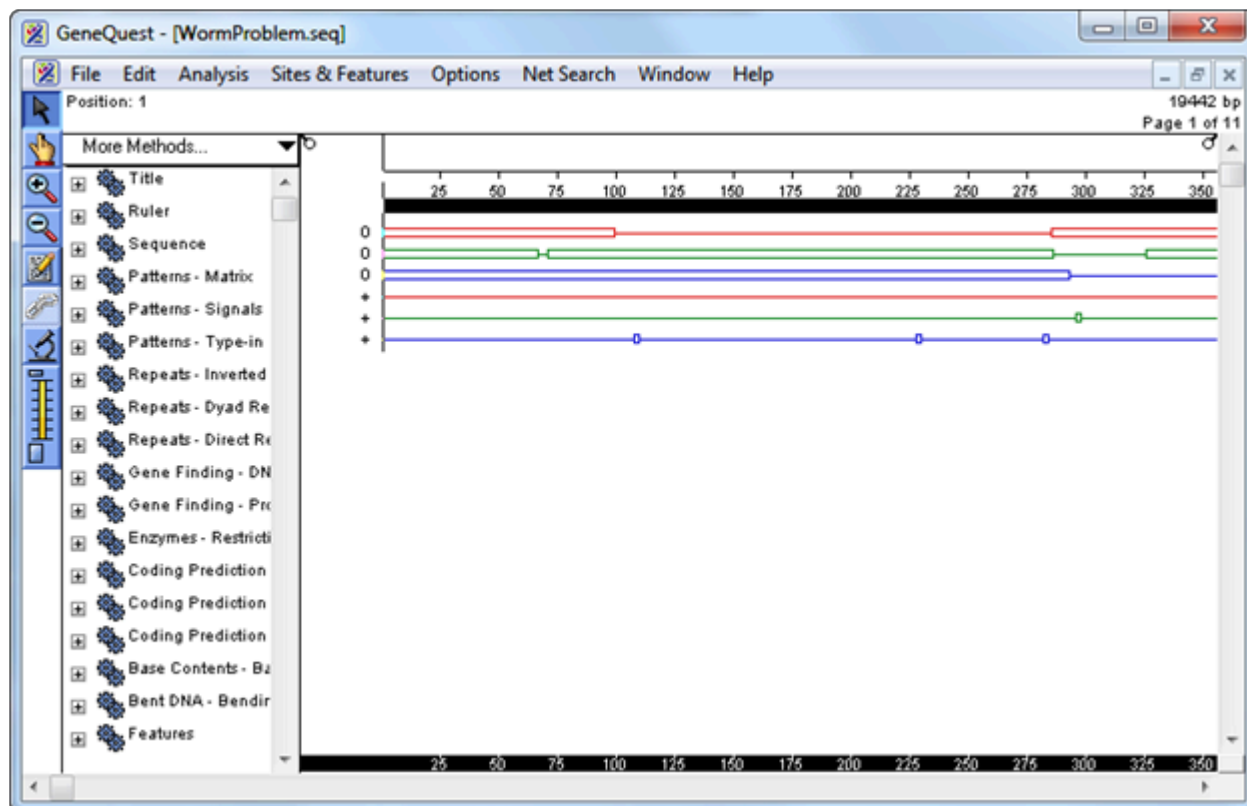 GeneQuest - [WormProblem.seq]
File Edit Analysis Sites & Features Options Net Search Window Help
Position: 1
19442 bp
Page 1 of 11
More Methods...
Title
Ruler
Sequence
Patterns - Matrix
Patterns - Signals
Patterns - Type-in
Repeats - Inverted
Repeats - Dyad Re
Repeats - Direct Re
Gene Finding - DN
Gene Finding - Pro
Enzymes - Restricti
Coding Prediction
Coding Prediction
Coding Prediction
Base Contents - Ba
Bent DNA - Bendir
Features
25 50 75 100 125 150 175 200 225 250 275 300 325 350
0
0
0
+
+
+
25 50 75 100 125 150 175 200 225 250 275 300 325 350